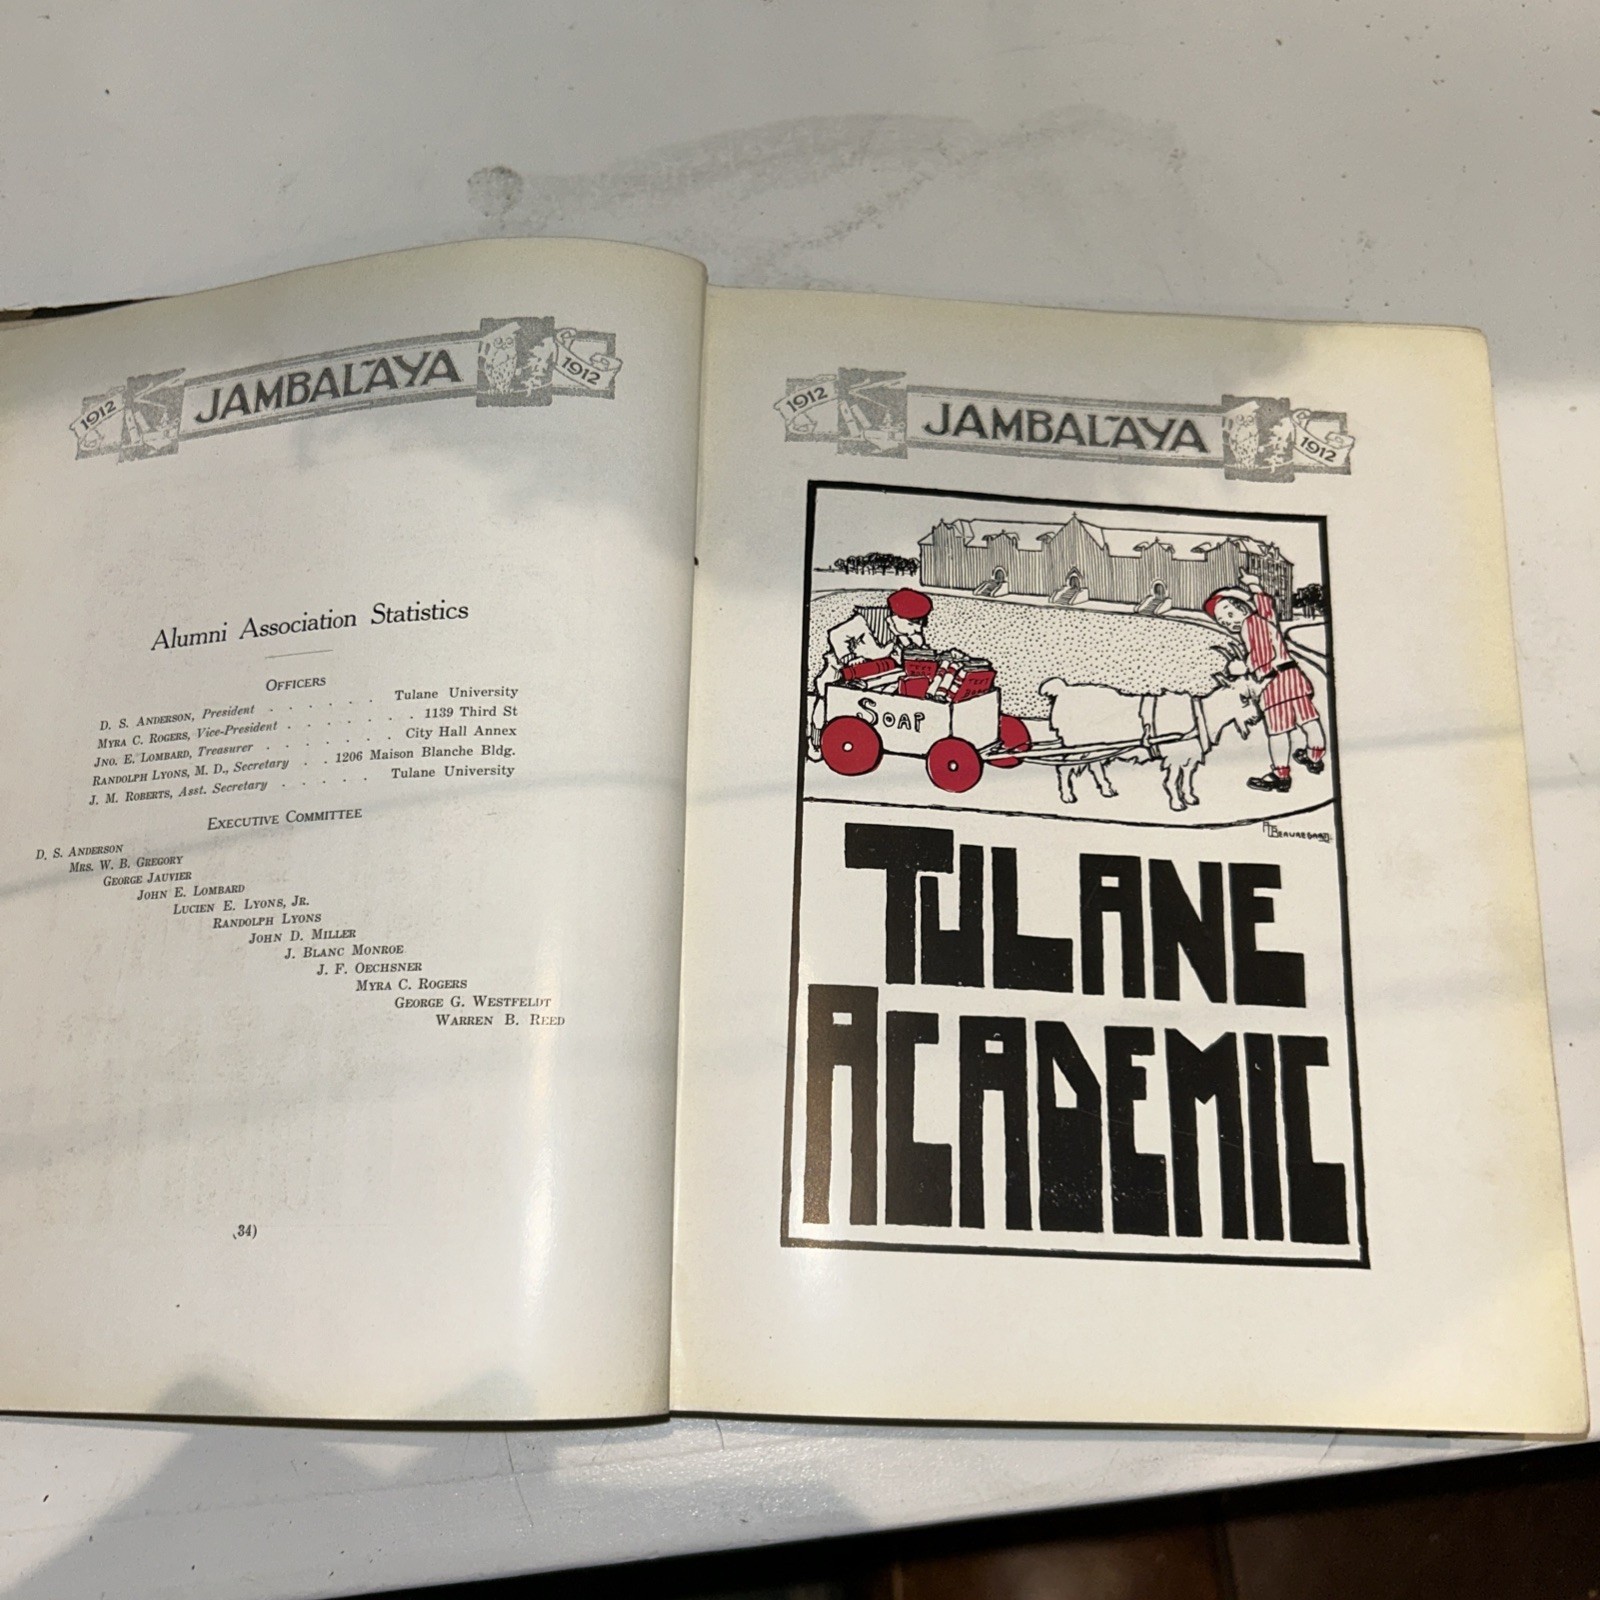 1912 JAMBALAYA 1912
Alumni Association Statistics
OFFICERS
D. S. ANDERSON, President . . . . . . Tulane University
MYRA C. ROGERS, Vice-President . . . . . . . 1139 Third St
JNO. E. LOMBARD, Treasurer . . . . . . . City Hall Annex
RANDOLPH LYONS, M. D., Secretary . . 1206 Maison Blanche Bldg.
J. M. ROBERTS, Asst. Secretary . . . . . Tulane University
EXECUTIVE COMMITTEE
D. S. ANDERSON
MRS. W. B. GREGORY
GEORGE JAUVIER
JOHN E. LOMBARD
LUCIEN E. LYONS, JR.
RANDOLPH LYONS
JOHN D. MILLER
J. BLANC MONROE
J. F. OECHSNER
MYRA C. ROGERS
GEORGE G. WESTFELDT
WARREN B. REED
34)
1912 JAMBALAYA 1912
SOAP
BEAUREGARD
TULANE
ACADEMIC